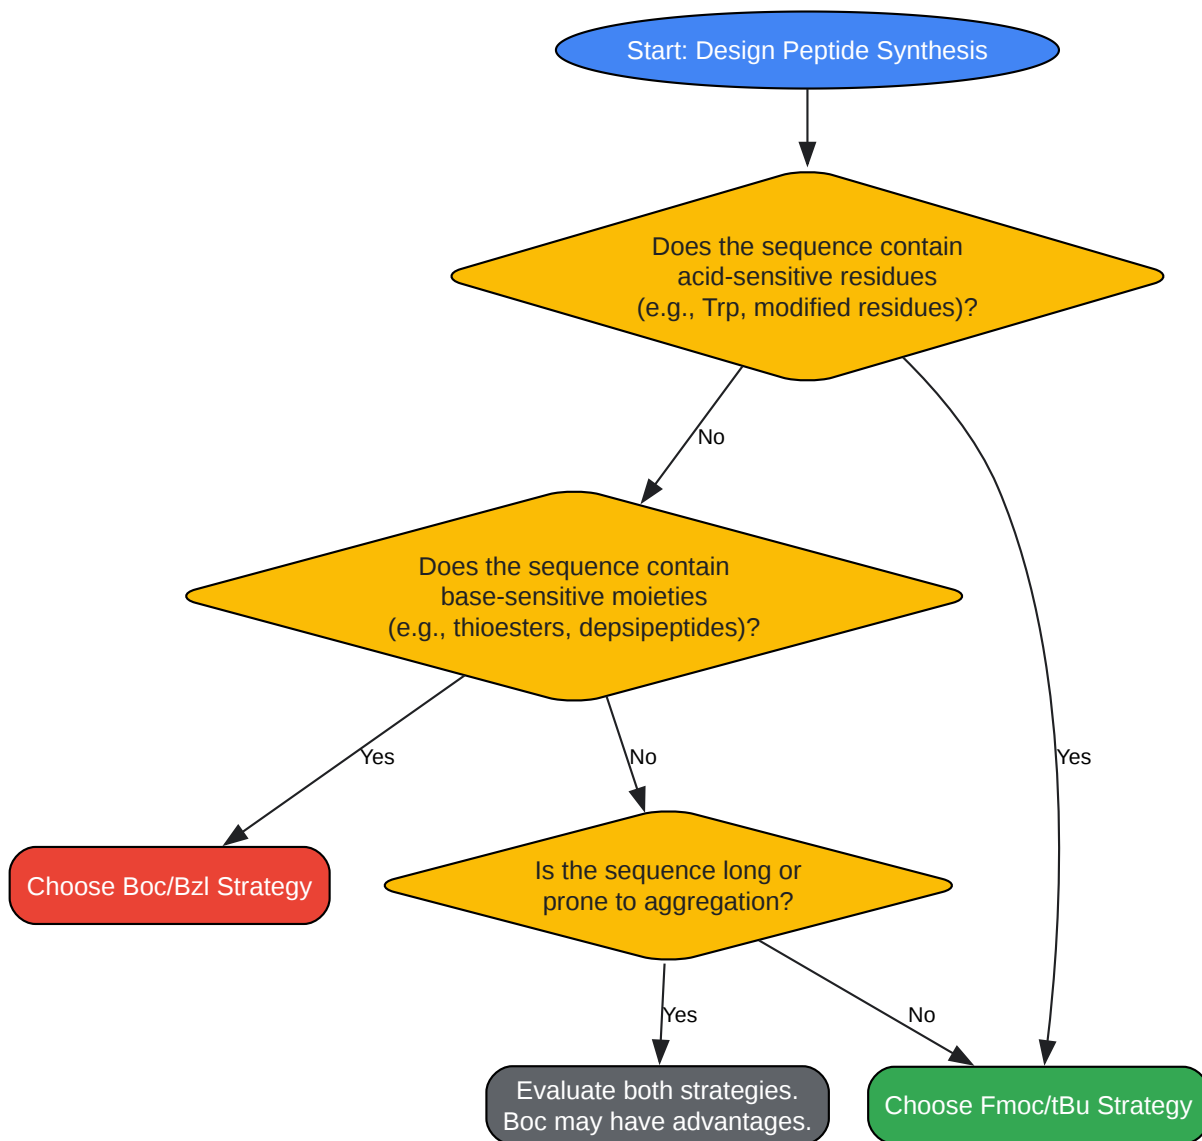 Start: Design Peptide Synthesis
Does the sequence contain
acid-sensitive residues
(e.g., Trp, modified residues)?
No
Does the sequence contain
base-sensitive moieties
(e.g., thioesters, depsipeptides)?
Yes
No
Yes
Choose Boc/Bzl Strategy
Is the sequence long or
prone to aggregation?
Yes
No
Evaluate both strategies.
Boc may have advantages.
Choose Fmoc/tBu Strategy